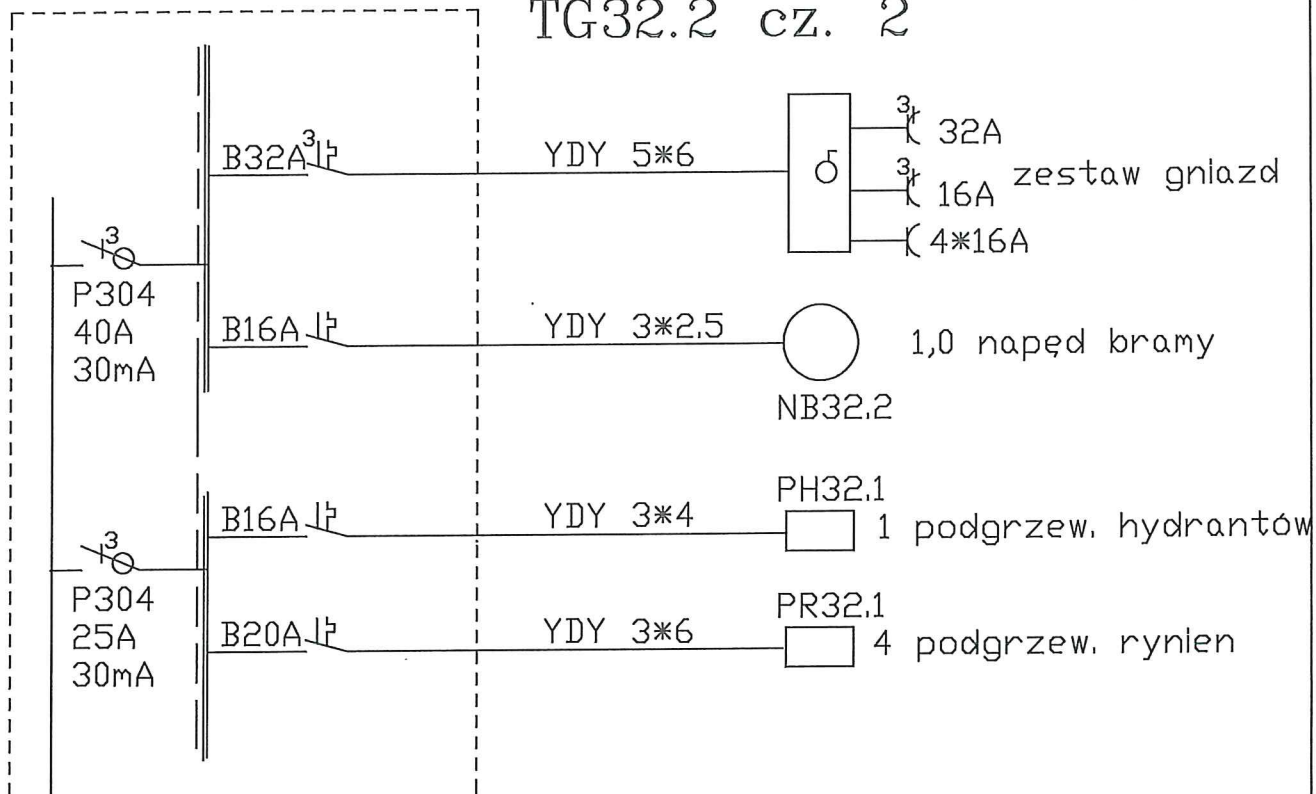 TG32.2 cz. 2
B32A 3
YDY 5*6
3 32A
3 16A
zestaw gniazd
4*16A
3
P304
40A
30mA
B16A
YDY 3*2.5
1,0 napęd bramy
NB32.2
B16A
YDY 3*4
PH32.1
1 podgrzew. hydrantów
3
P304
25A
30mA
B20A
YDY 3*6
PR32.1
4 podgrzew. rynien